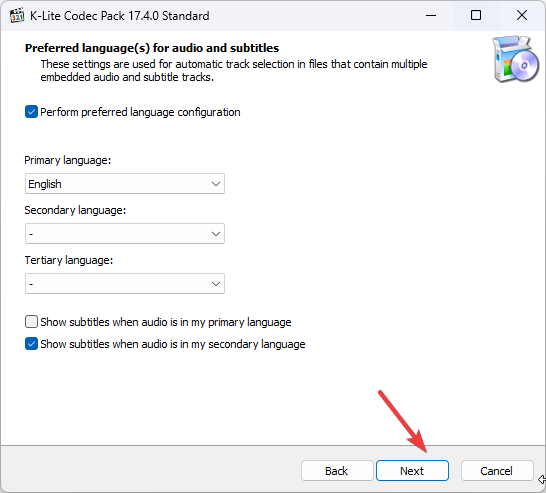 K-Lite Codec Pack 17.4.0 Standard
Preferred language(s) for audio and subtitles
These settings are used for automatic track selection in files that contain multiple
embedded audio and subtitle tracks.
Perform preferred language configuration
Primary language:
English
Secondary language:
-
Tertiary language:
-
Show subtitles when audio is in my primary language
Show subtitles when audio is in my secondary language
Back Next Cancel